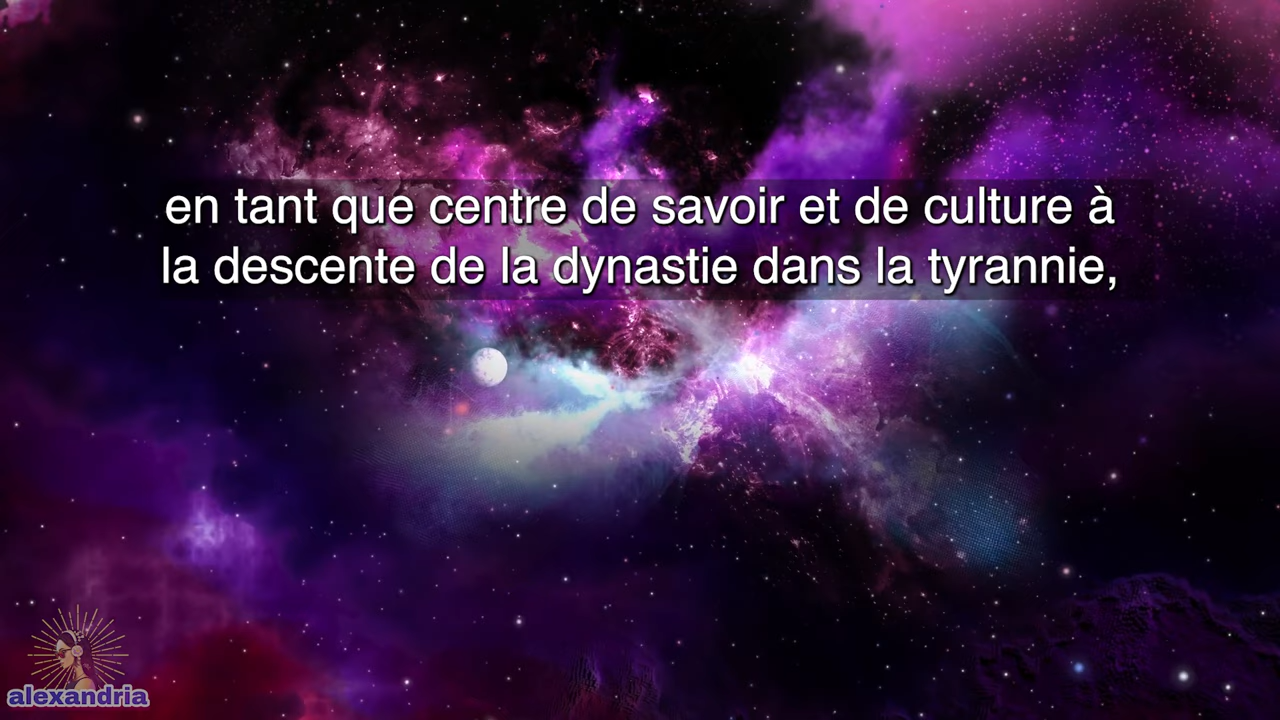 en tant que centre de savoir et de culture à
la descente de la dynastie dans la tyrannie,
alexandria